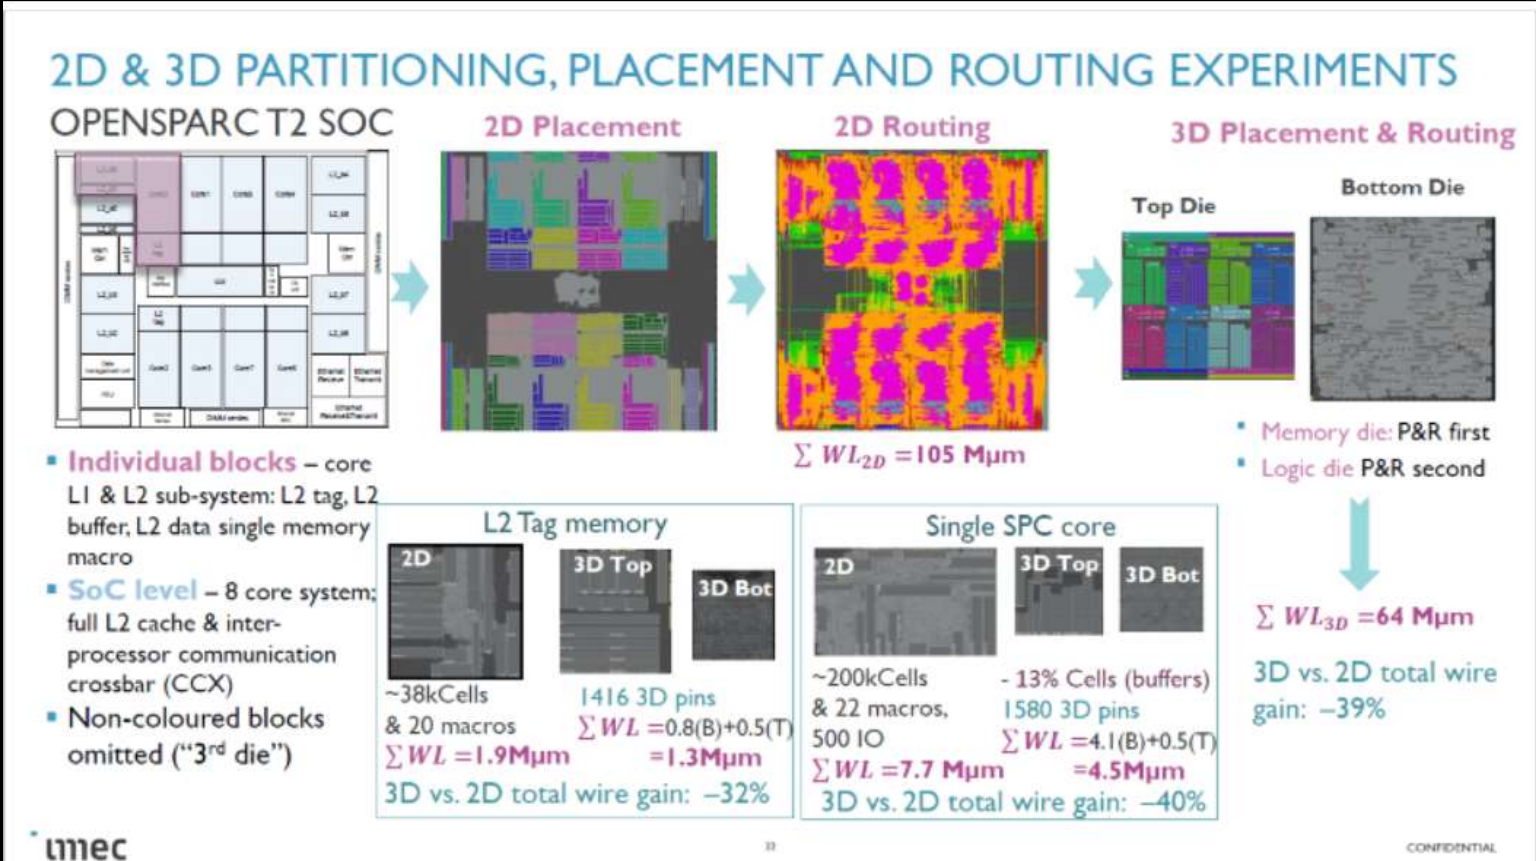 2D & 3D PARTITIONING, PLACEMENT AND ROUTING EXPERIMENTS
OPENSPARC T2 SOC
2D Placement
2D Routing
3D Placement & Routing
Top Die
Bottom Die
∑ WL2D =105 Mµm
Memory die: P&R first
Logic die P&R second
∑ WL3D =64 Mµm
3D vs. 2D total wire
gain: –39%
Individual blocks – core
L1 & L2 sub-system: L2 tag, L2
buffer, L2 data single memory
macro
SoC level – 8 core system;
full L2 cache & inter-
processor communication
crossbar (CCX)
Non-coloured blocks
omitted ("3rd die")
L2 Tag memory
2D
3D Top
3D Bot
~38kCells
& 20 macros
∑ WL =1.9Mµm
1416 3D pins
∑ WL =0.8(B)+0.5(T)
=1.3Mµm
3D vs. 2D total wire gain: –32%
Single SPC core
2D
3D Top
3D Bot
~200kCells
& 22 macros,
500 IO
∑ WL =7.7 Mµm
- 13% Cells (buffers)
1580 3D pins
∑ WL =4.1(B)+0.5(T)
=4.5Mµm
3D vs. 2D total wire gain: –40%
imec
CONFIDENTIAL